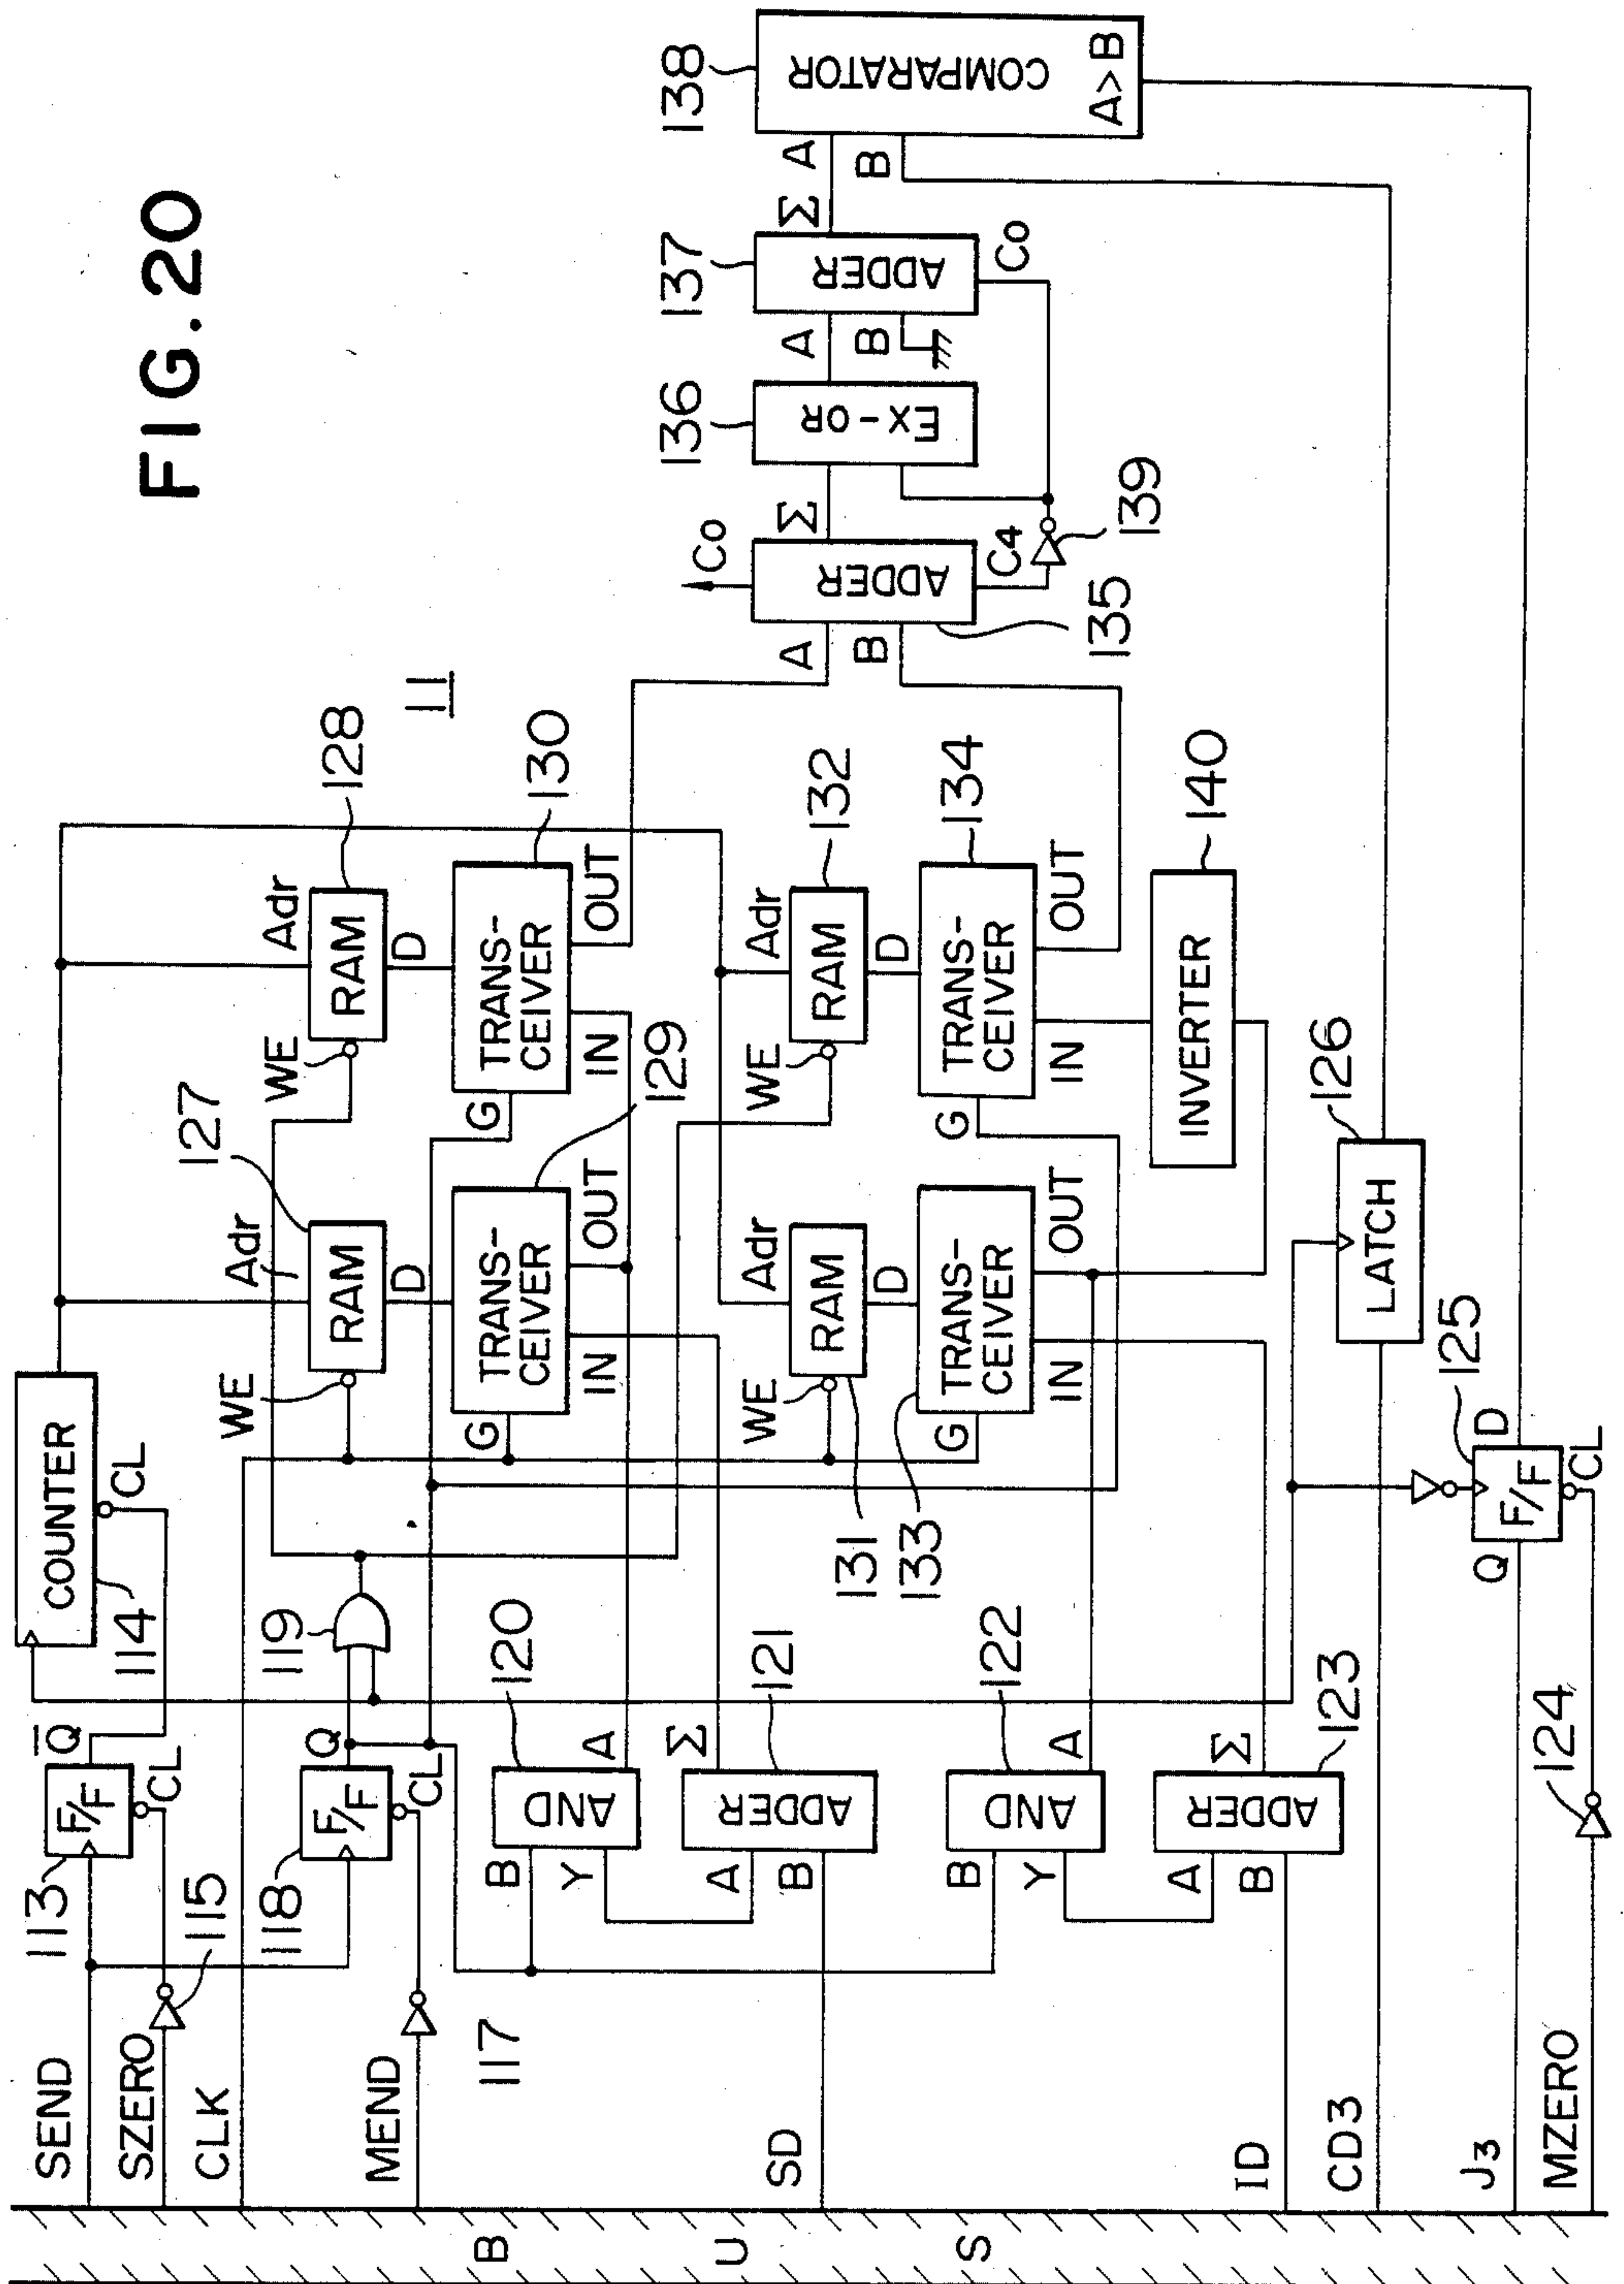 FIG. 20
11
SEND
SZERO
CLK
MEND
SD
ID
CD3
J3
MZERO
B
U
S
113
F/F
Q
CL
115
COUNTER
CL
114
118
F/F
Q
CL
117
119
120
AND
B
Y
A
121
ADDER
A
B
Σ
122
AND
B
Y
A
123
ADDER
A
B
Σ
124
125
F/F
D
Q
CL
126
LATCH
127
Adr
RAM
WE
D
128
Adr
RAM
WE
D
129
TRANS-
CEIVER
G
IN
OUT
130
TRANS-
CEIVER
G
IN
OUT
131
Adr
RAM
WE
D
132
Adr
RAM
WE
D
133
TRANS-
CEIVER
G
IN
OUT
134
TRANS-
CEIVER
G
IN
OUT
140
INVERTER
135
ADDER
A
B
Co
Σ
C4
139
136
EX-OR
137
ADDER
A
B
Σ
Co
138
COMPARATOR
A
B
A>B